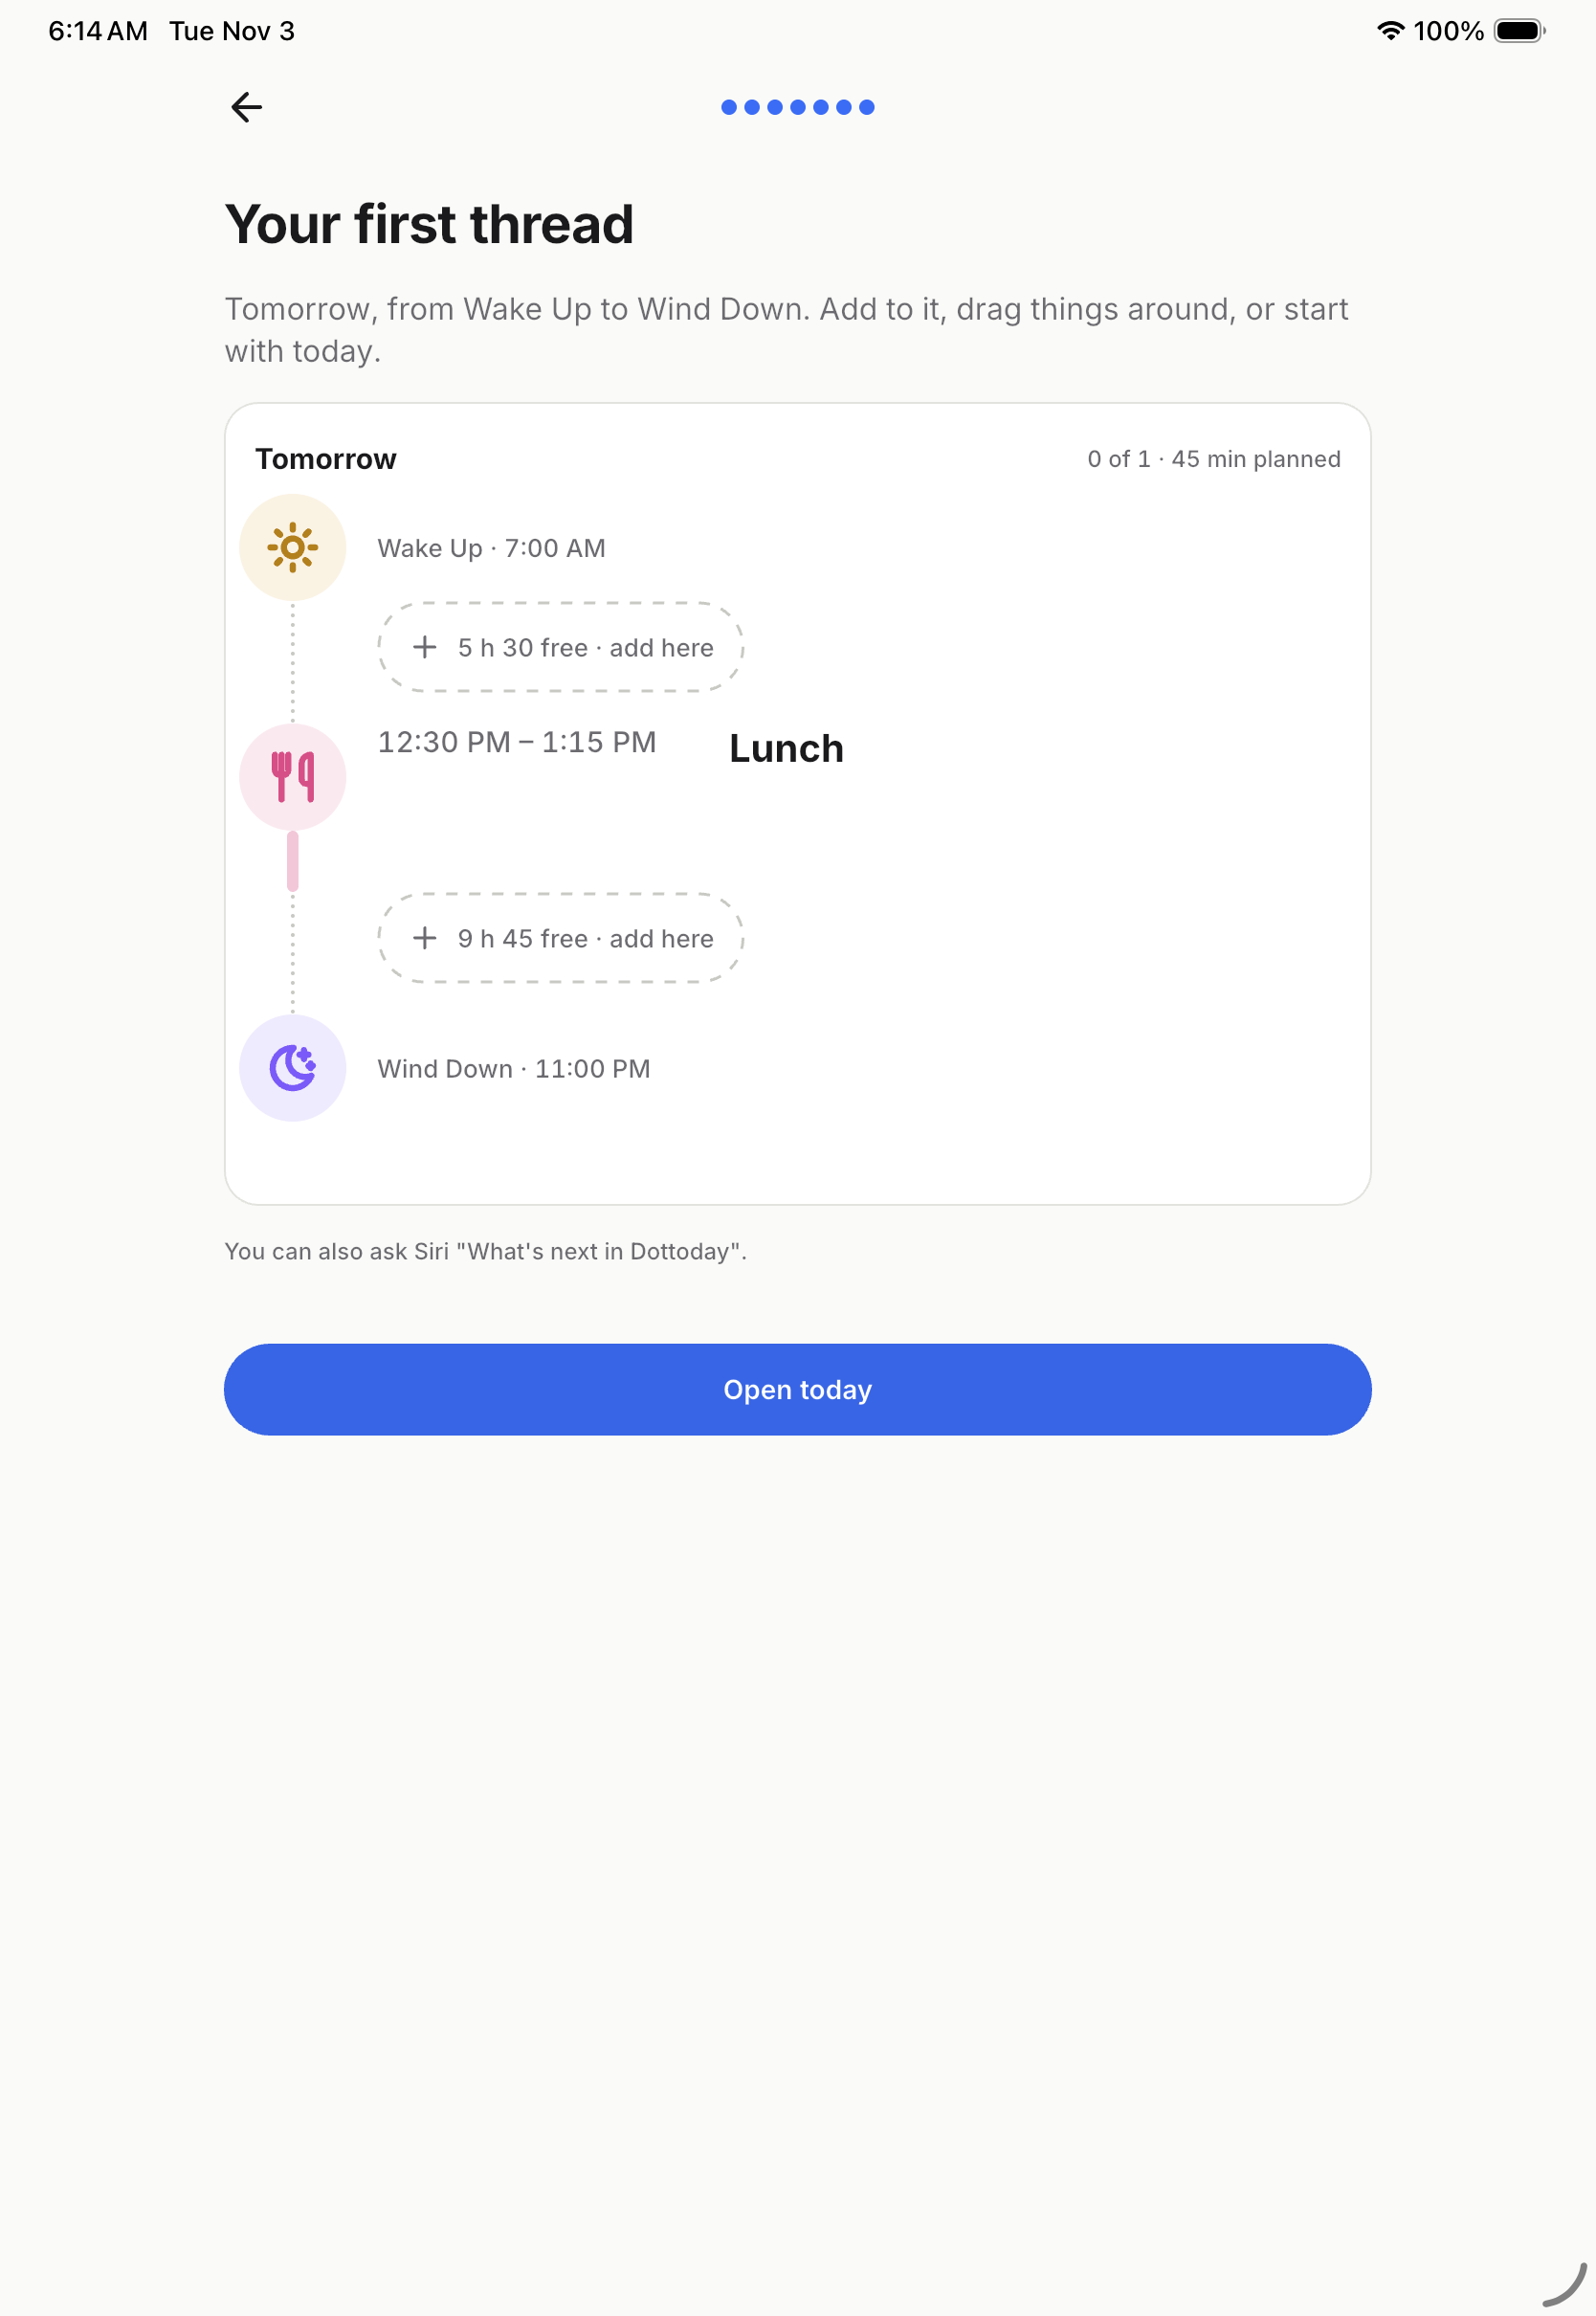 6:14 AM Tue Nov 3
100%
Your first thread
Tomorrow, from Wake Up to Wind Down. Add to it, drag things around, or start
with today.
Tomorrow
0 of 1 · 45 min planned
Wake Up · 7:00 AM
5 h 30 free · add here
12:30 PM – 1:15 PM
Lunch
9 h 45 free · add here
Wind Down · 11:00 PM
You can also ask Siri "What's next in Dottoday".
Open today